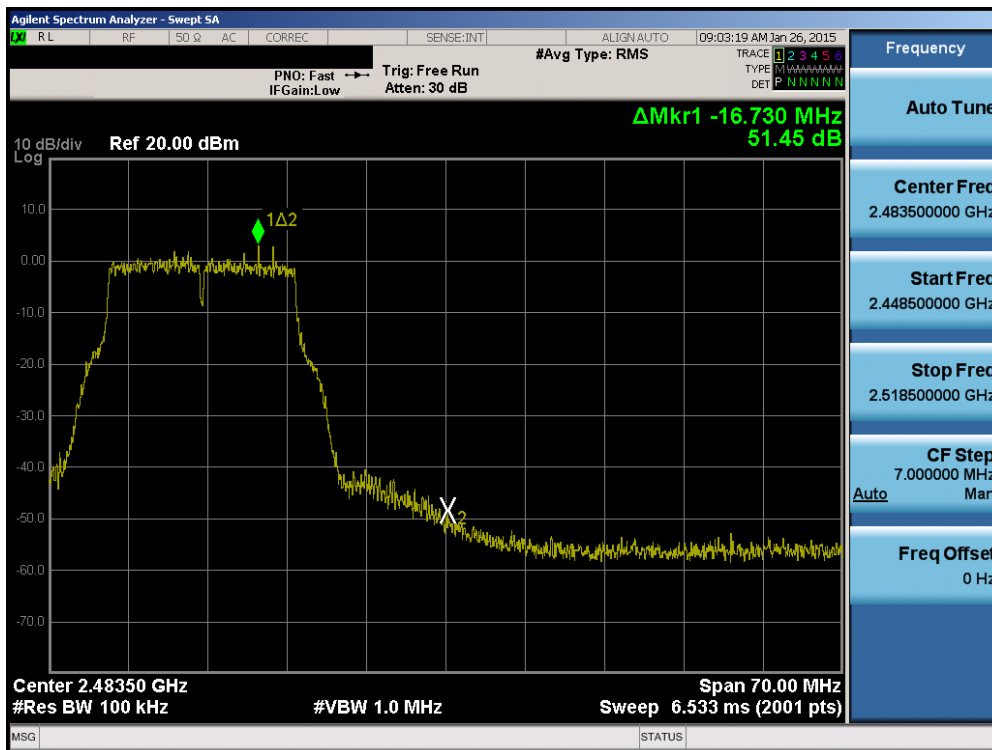 Agilent Spectrum Analyzer - Swept SA
LXI RL RF 50 Ω AC CORREC SENSE:INT ALIGN AUTO 09:03:19 AM Jan 26, 2015
#Avg Type: RMS
TRACE 1 2 3 4 5 6
TYPE M WWWWW
DET P N N N N N
PNO: Fast
IFGain:Low
Trig: Free Run
Atten: 30 dB
ΔMkr1 -16.730 MHz
51.45 dB
10 dB/div
Log
Ref 20.00 dBm
10.0
0.00
-10.0
-20.0
-30.0
-40.0
-50.0
-60.0
-70.0
1Δ2
X2
Center 2.48350 GHz
Span 70.00 MHz
#Res BW 100 kHz
#VBW 1.0 MHz
Sweep 6.533 ms (2001 pts)
MSG
STATUS
Frequency
Auto Tune
Center Freq
2.483500000 GHz
Start Freq
2.448500000 GHz
Stop Freq
2.518500000 GHz
CF Step
7.000000 MHz
Auto Man
Freq Offset
0 Hz